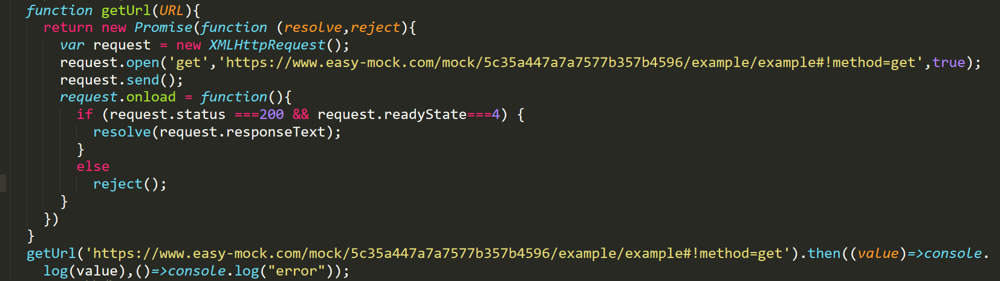 function getUrl(URL){
return new Promise(function (resolve,reject){
var request = new XMLHttpRequest();
request.open('get','https://www.easy-mock.com/mock/5c35a447a7a7577b357b4596/example/example#!method=get',true);
request.send();
request.onload = function(){
if (request.status ===200 && request.readyState===4) {
resolve(request.responseText);
}
else
reject();
}
})
}
getUrl('https://www.easy-mock.com/mock/5c35a447a7a7577b357b4596/example/example#!method=get').then((value)=>console.
log(value),()=>console.log("error"));